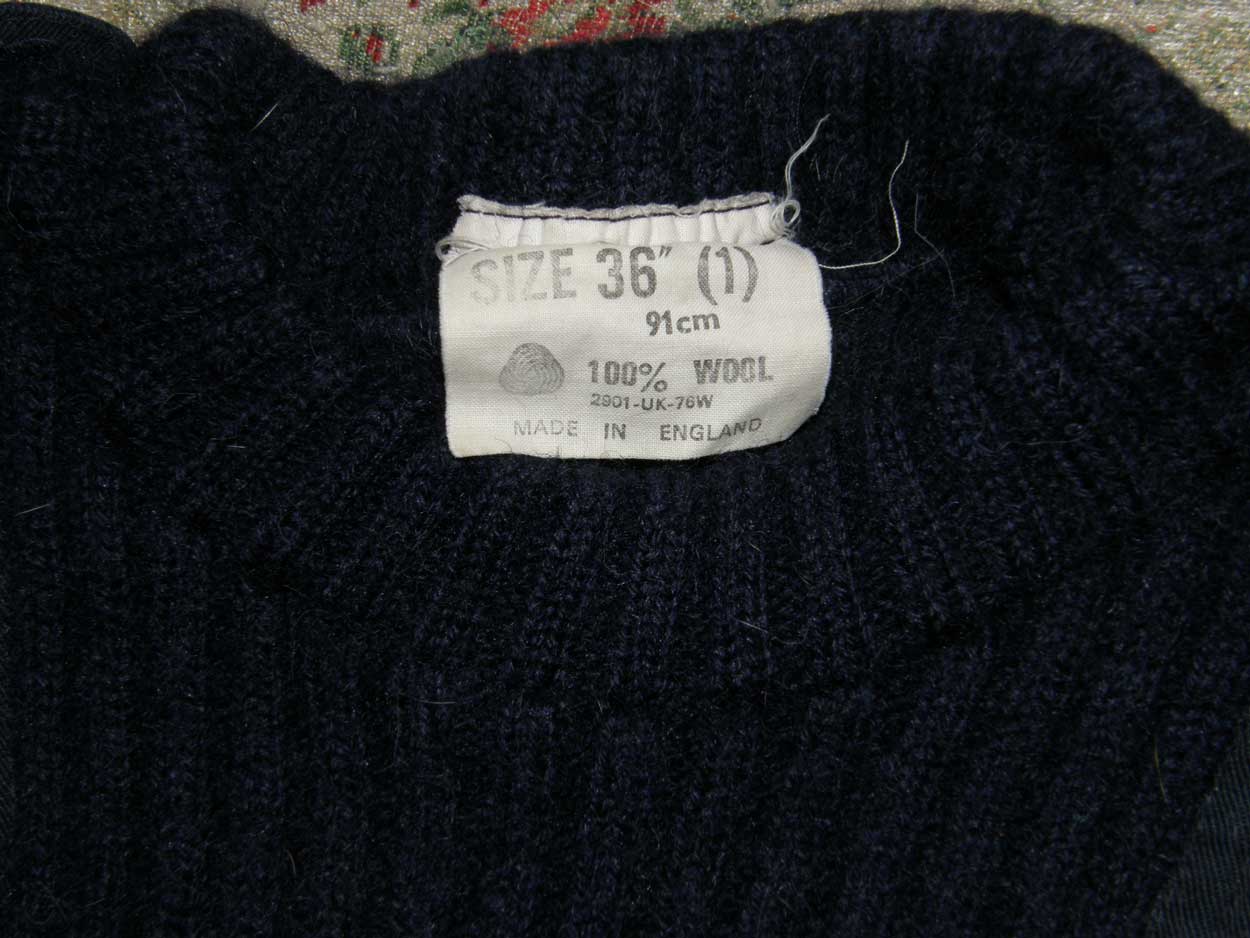 SIZE 36" (1)
91cm
100% WOOL
2901-UK-76W
MADE IN ENGLAND